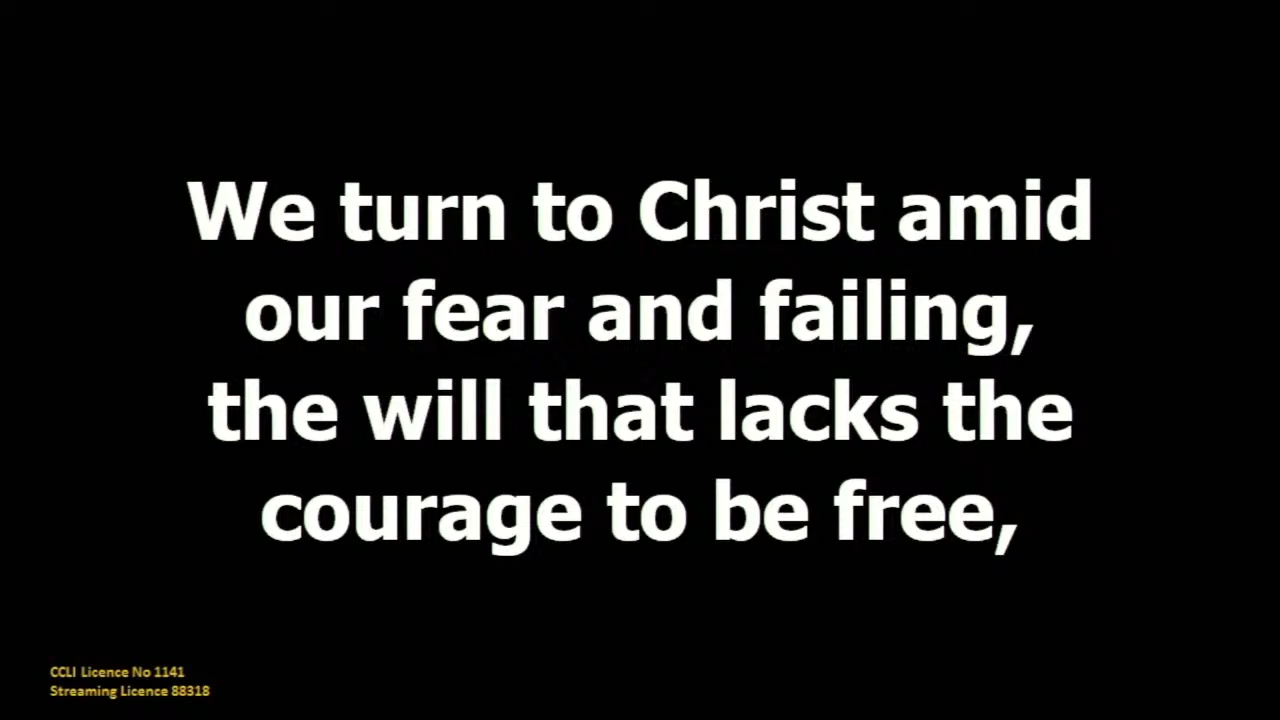 We turn to Christ amid
our fear and failing,
the will that lacks the
courage to be free,
CCLI Licence No 1141
Streaming Licence 88318